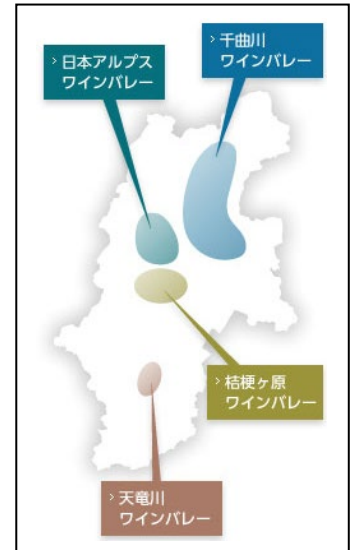 › 千曲川
ワインバレー
› 日本アルプス
ワインバレー
› 桔梗ヶ原
ワインバレー
› 天竜川
ワインバレー